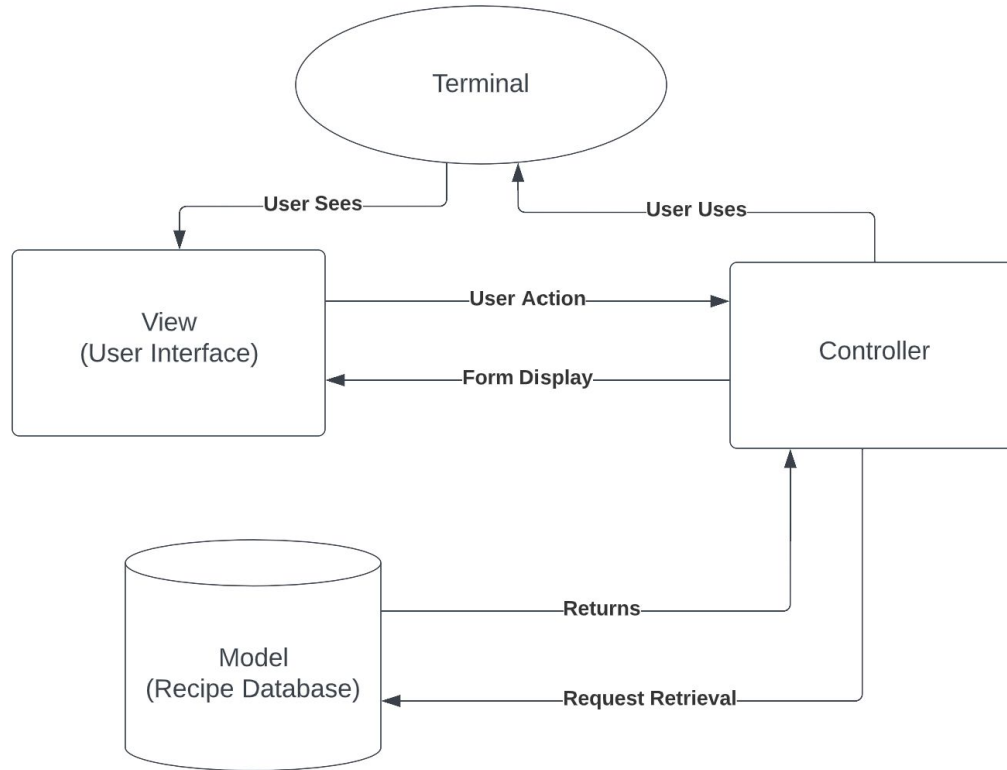 Terminal
User Sees
User Uses
User Action
View
(User Interface)
Controller
Form Display
Returns
Model
(Recipe Database)
Request Retrieval